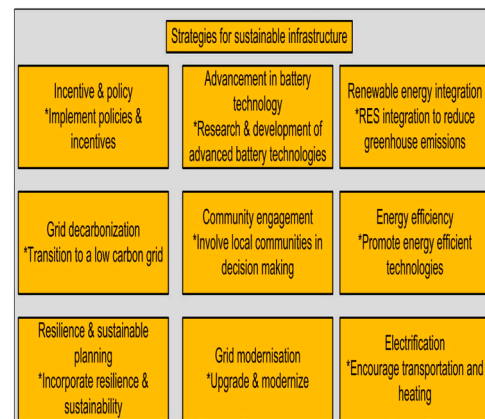 Strategies for sustainable infrastructure
Incentive & policy
*Implement policies &
incentives
Advancement in battery
technology
*Research & development of
advanced battery technologies
Renewable energy integration
*RES integration to reduce
greenhouse emissions
Grid decarbonization
*Transition to a low carbon grid
Community engagement
*Involve local communities in
decision making
Energy efficiency
*Promote energy efficient
technologies
Resilience & sustainable
planning
*Incorporate resilience &
sustainability
Grid modernisation
*Upgrade & modernize
Electrification
*Encourage transportation and
heating